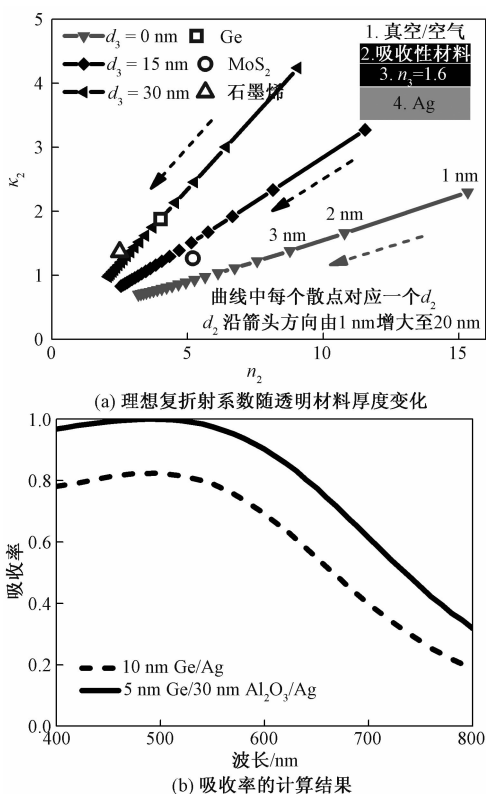 5
4
3
2
1
0
κ2
d3 = 0 nm
d3 = 15 nm
d3 = 30 nm
Ge
MoS2
石墨烯
1. 真空/空气
2.吸收性材料
3. n3=1.6
4. Ag
1 nm
2 nm
3 nm
曲线中每个散点对应一个d2
d2 沿箭头方向由1 nm增大至20 nm
0 5 10 15
n2
(a) 理想复折射系数随透明材料厚度变化
1.0
0.8
0.6
0.4
0.2
0.0
吸收率
10 nm Ge/Ag
5 nm Ge/30 nm Al2O3/Ag
400 500 600 700 800
波长/nm
(b) 吸收率的计算结果